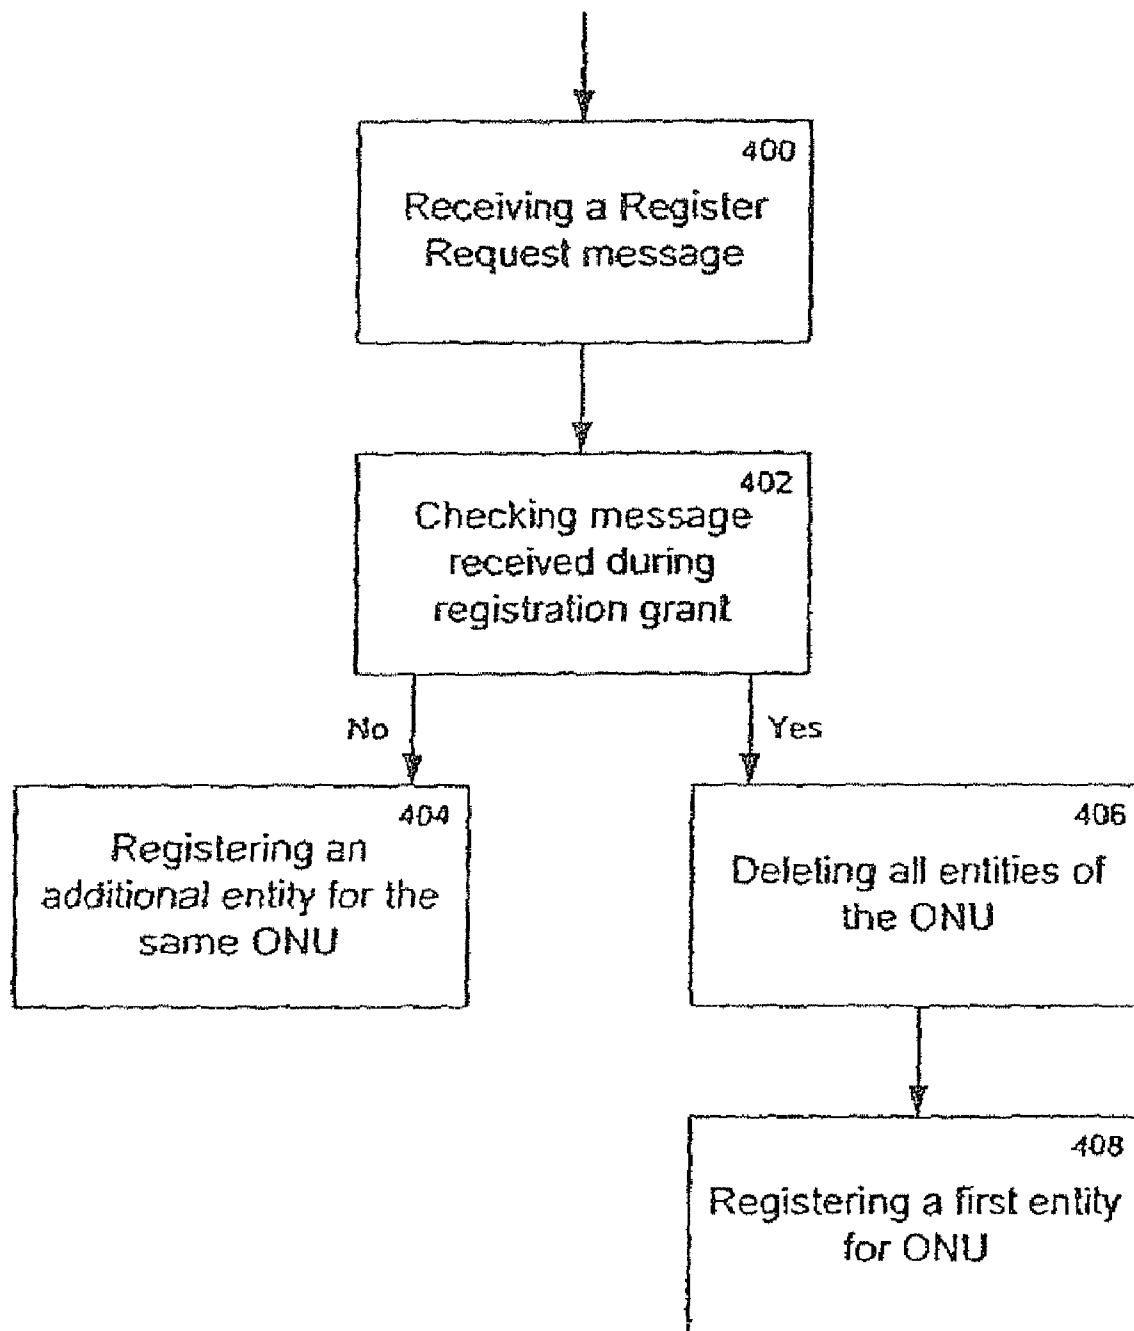 400
Receiving a Register
Request message
402
Checking message
received during
registration grant
No
Yes
404
Registering an
additional entity for the
same ONU
406
Deleting all entities of
the ONU
408
Registering a first entity
for ONU